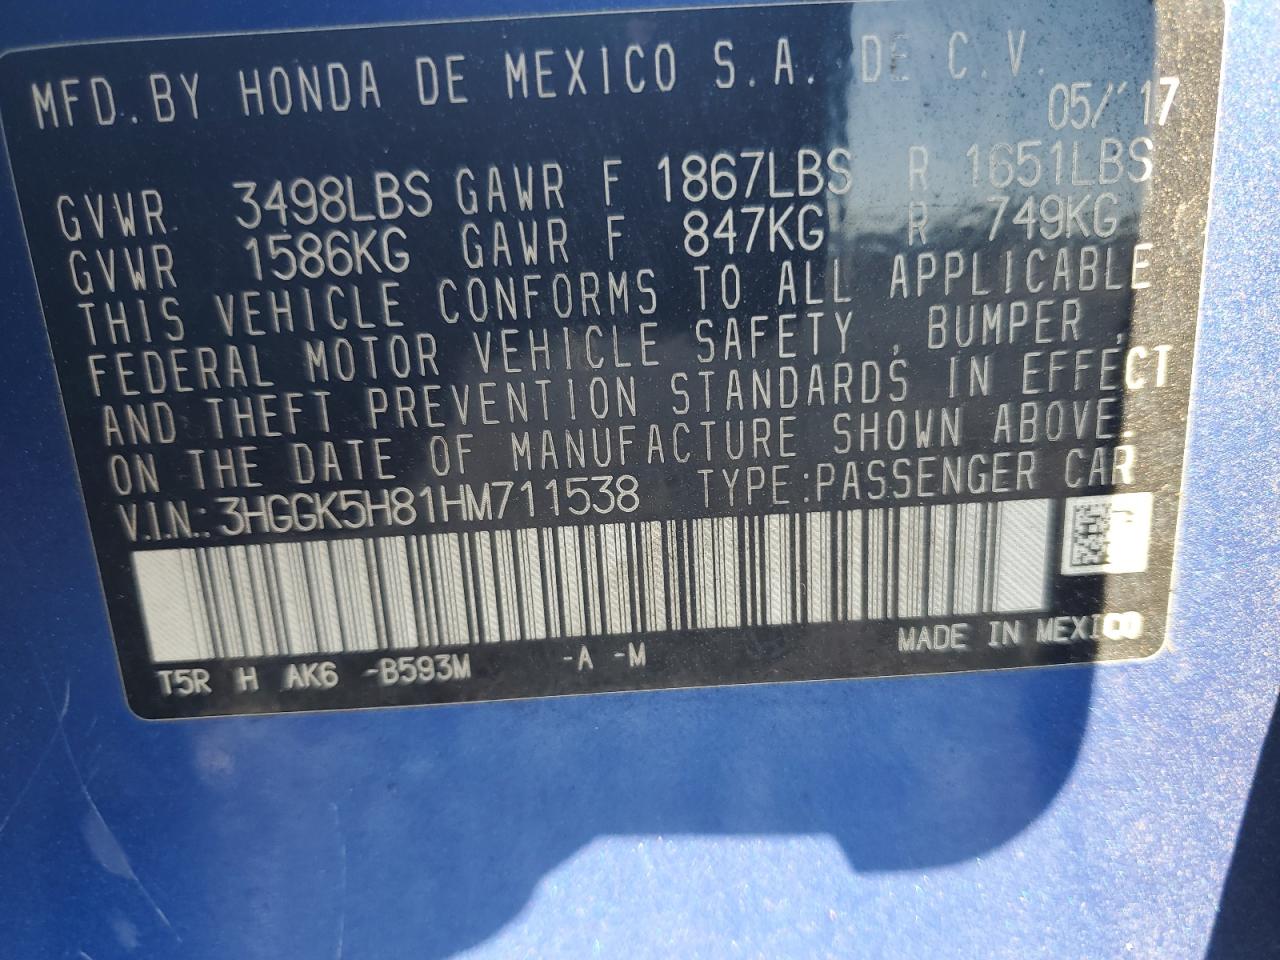 MFD. BY HONDA DE MEXICO S.A. DE C.V.
05/'17
GVWR 3498LBS GAWR F 1867LBS R 1651LBS
GVWR 1586KG GAWR F 847KG R 749KG
THIS VEHICLE CONFORMS TO ALL APPLICABLE
FEDERAL MOTOR VEHICLE SAFETY, BUMPER,
AND THEFT PREVENTION STANDARDS IN EFFECT
ON THE DATE OF MANUFACTURE SHOWN ABOVE.
V.I.N.: 3HGGK5H81HM711538 TYPE:PASSENGER CAR
T5R H AK6 -B593M -A -M MADE IN MEXICO